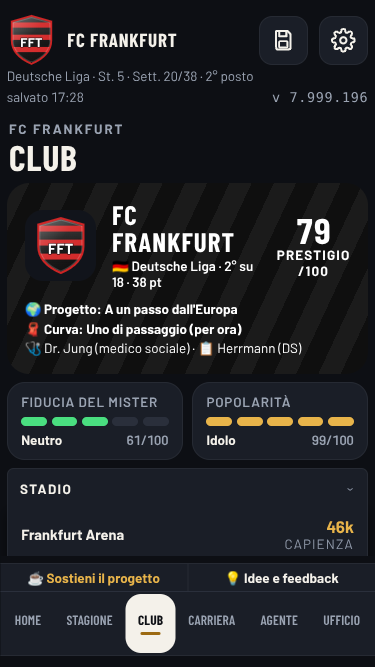 FFT
FC FRANKFURT
Deutsche Liga · St. 5 · Sett. 20/38 · 2° posto
salvato 17:28
v 7.999.196
FC FRANKFURT
CLUB
FFT
FC
FRANKFURT
🇩🇪 Deutsche Liga · 2° su
18 · 38 pt
79
PRESTIGIO
/100
🌍 Progetto: A un passo dall'Europa
🧣 Curva: Uno di passaggio (per ora)
🩺 Dr. Jung (medico sociale) · 📋 Herrmann (DS)
FIDUCIA DEL MISTER
Neutro 61/100
POPOLARITÀ
Idolo 99/100
STADIO
Frankfurt Arena
46k
CAPIENZA
☕ Sostieni il progetto
💡 Idee e feedback
HOME STAGIONE CLUB CARRIERA AGENTE UFFICIO